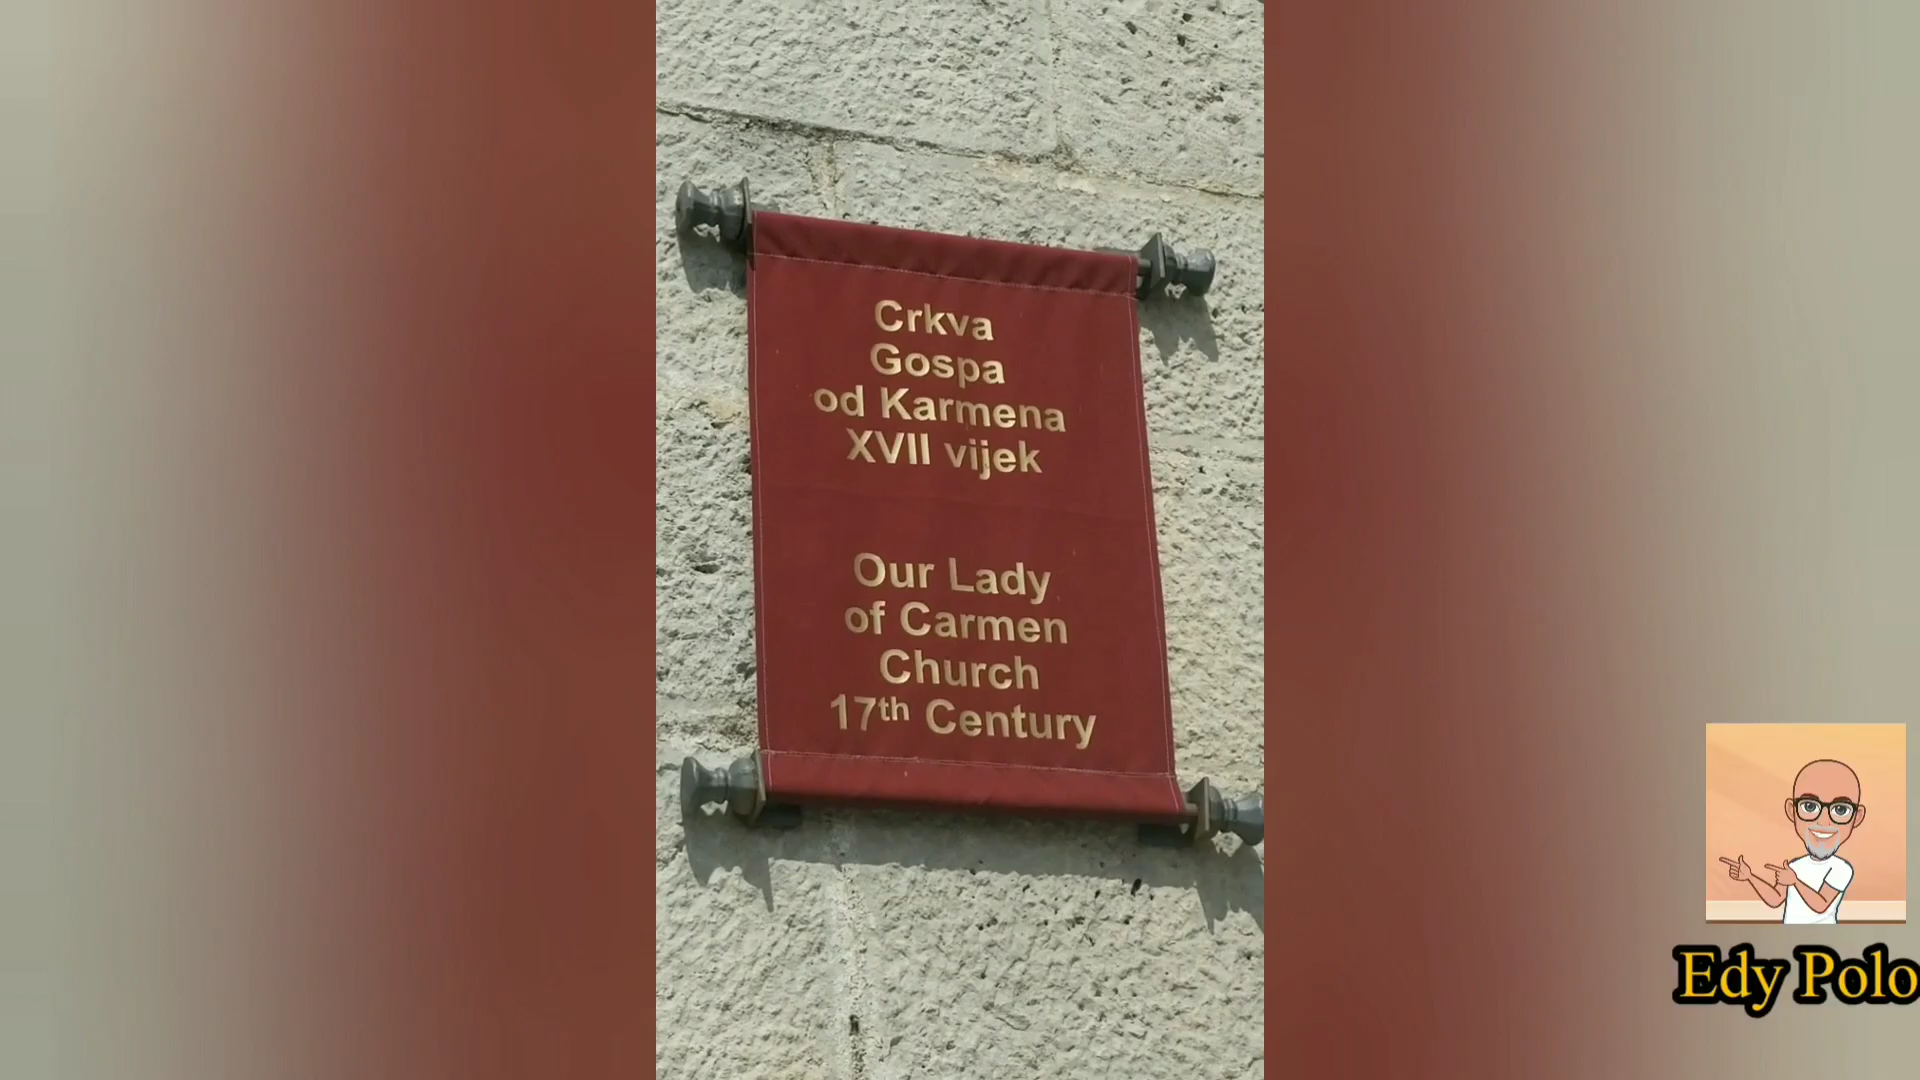 Crkva
Gospa
od Karmena
XVII vijek
Our Lady
of Carmen
Church
17th Century
Edy Polo